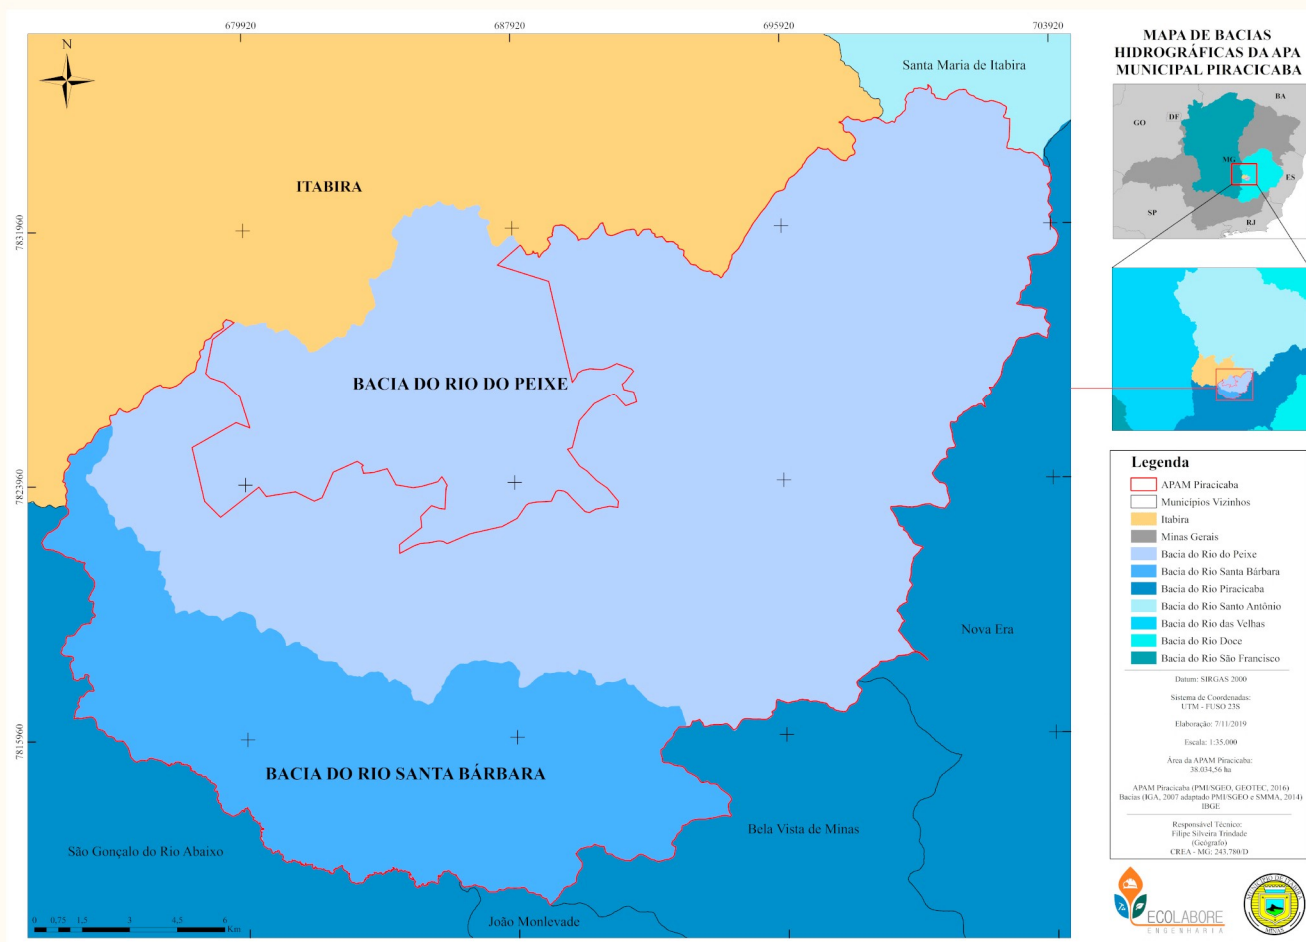 679920
687920
695920
703920
N
Santa Maria de Itabira
ITABIRA
7831960
BACIA DO RIO DO PEIXE
7823960
Nova Era
7815960
BACIA DO RIO SANTA BÁRBARA
Bela Vista de Minas
São Gonçalo do Rio Abaixo
João Monlevade
0 0,75 1,5 3 4,5 6
Km
MAPA DE BACIAS
HIDROGRÁFICAS DA APA
MUNICIPAL PIRACICABA
BA
GO
DF
MG
ES
SP
RJ
Legenda
APAM Piracicaba
Municípios Vizinhos
Itabira
Minas Gerais
Bacia do Rio do Peixe
Bacia do Rio Santa Bárbara
Bacia do Rio Piracicaba
Bacia do Rio Santo Antônio
Bacia do Rio das Velhas
Bacia do Rio Doce
Bacia do Rio São Francisco
Datum: SIRGAS 2000
Sistema de Coordenadas:
UTM - FUSO 23S
Elaboração: 7/11/2019
Escala: 1:35.000
Área da APAM Piracicaba:
38.034,56 ha
APAM Piracicaba (PMI/SGEO, GEOTEC, 2016)
Bacias (IGA, 2007 adaptado PMI/SGEO e SMMA, 2014)
IBGE
Responsável Técnico:
Filipe Silveira Trindade
(Geógrafo)
CREA - MG: 243.780/D
ECOLABORE
ENGENHARIA
MUNICÍPIO DE ITABIRA
MINAS